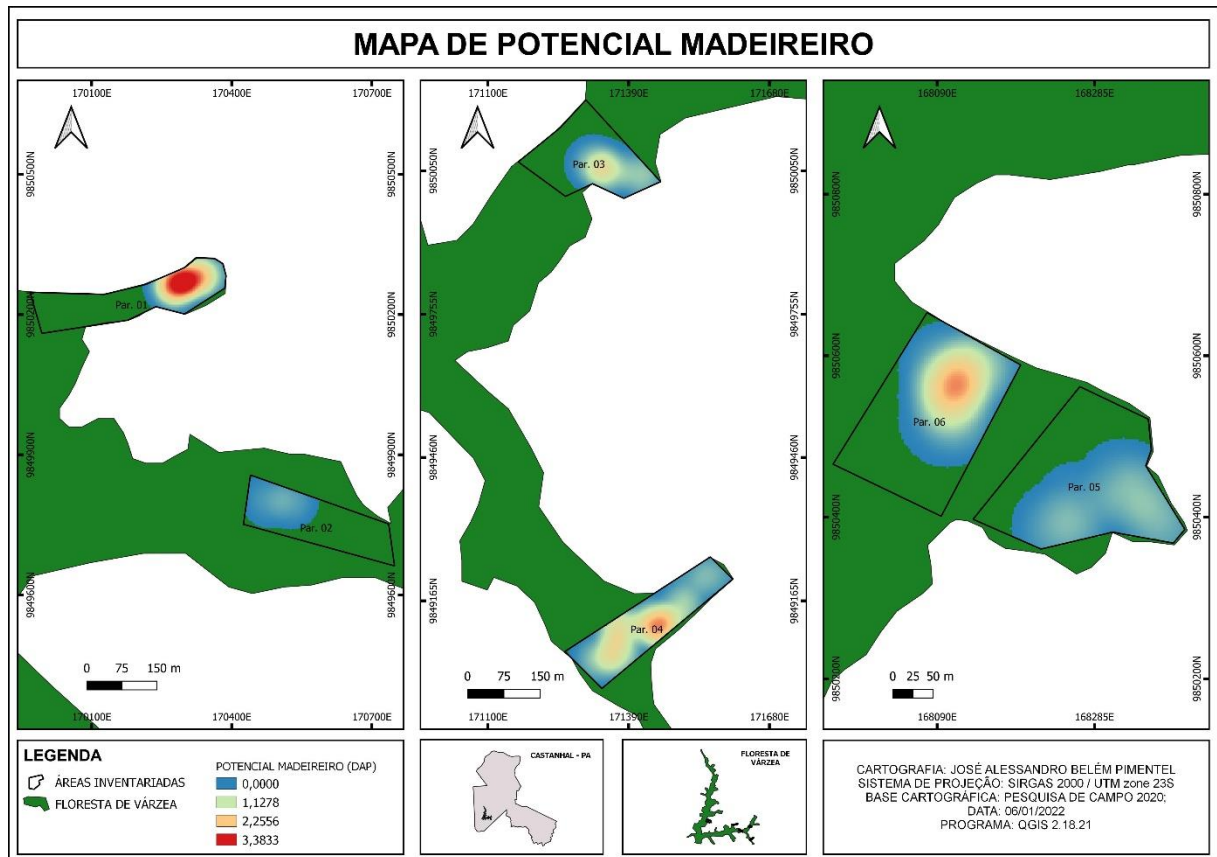 MAPA DE POTENCIAL MADEIREIRO
170100E
170400E
170700E
9850500N
9850500N
Par. 01
9850200N
9850200N
9849900N
9849900N
Par. 02
9849600N
9849600N
0 75 150 m
170100E
170400E
170700E
171100E
171390E
171680E
Par. 03
9850050N
9850050N
9849755N
9849755N
9849460N
9849460N
9849165N
9849165N
Par. 04
0 75 150 m
171100E
171390E
171680E
168090E
168285E
9850800N
9850800N
9850600N
9850600N
Par. 06
Par. 05
9850400N
9850400N
0 25 50 m
9850200N
9850200N
168090E
168285E
LEGENDA
ÁREAS INVENTARIADAS
FLORESTA DE VÁRZEA
POTENCIAL MADEIREIRO (DAP)
0,0000
1,1278
2,2556
3,3833
CASTANHAL - PA
FLORESTA DE
VÁRZEA
CARTOGRAFIA: JOSÉ ALESSANDRO BELÉM PIMENTEL
SISTEMA DE PROJEÇÃO: SIRGAS 2000 / UTM zone 23S
BASE CARTOGRÁFICA: PESQUISA DE CAMPO 2020;
DATA: 06/01/2022
PROGRAMA: QGIS 2.18.21